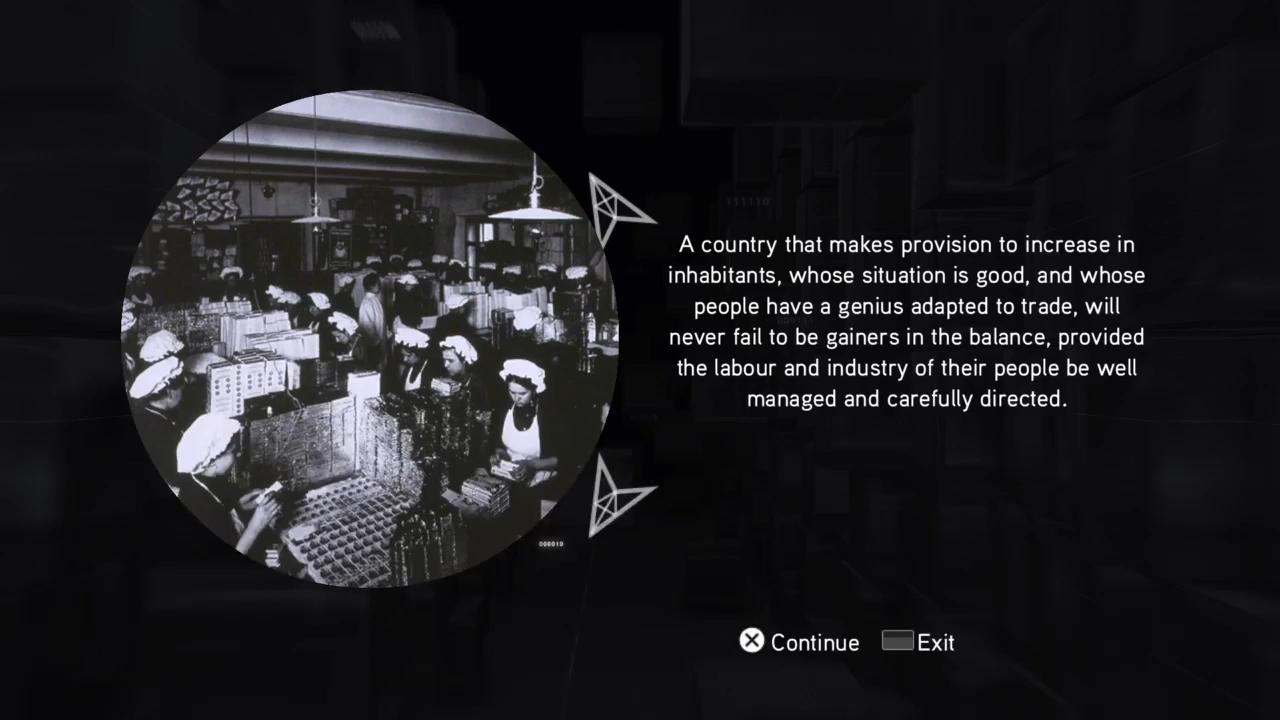 111110
A country that makes provision to increase in
inhabitants, whose situation is good, and whose
people have a genius adapted to trade, will
never fail to be gainers in the balance, provided
the labour and industry of their people be well
managed and carefully directed.
000010
Continue Exit